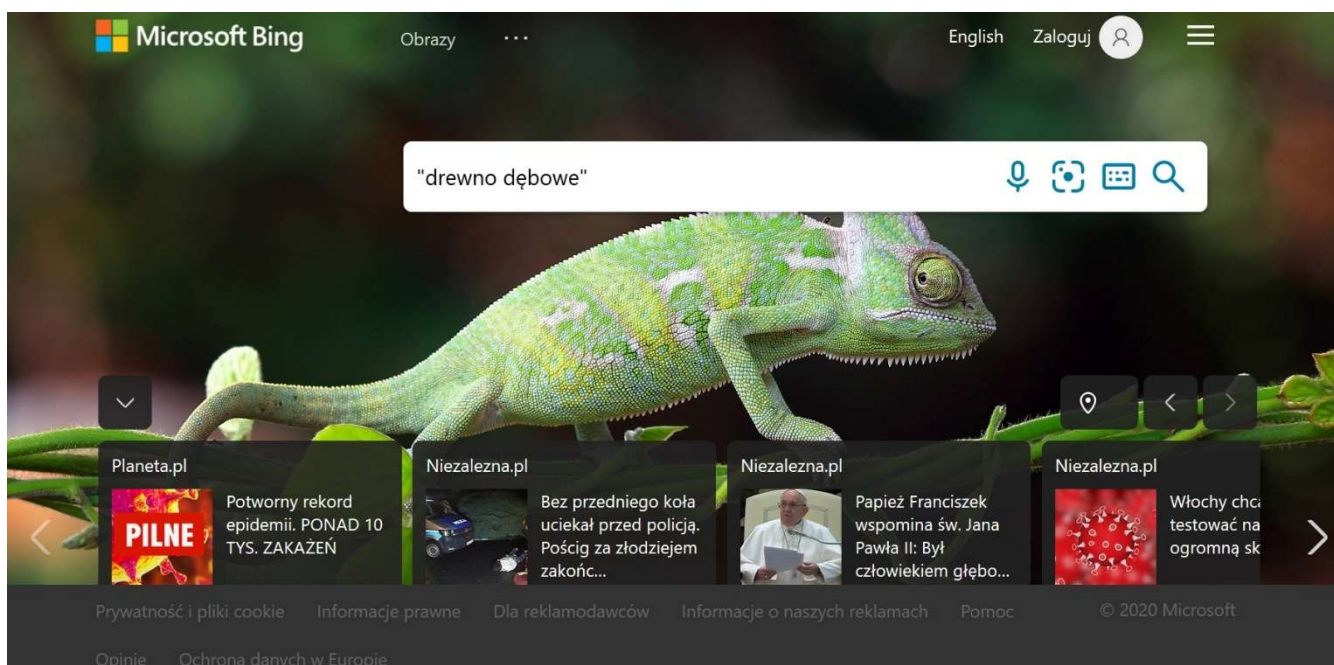 Microsoft Bing
Obrazy ...
English Zaloguj
"drewno dębowe"
Planeta.pl
PILNE
Potworny rekord
epidemii. PONAD 10
TYS. ZAKAŻEŃ
Niezalezna.pl
Bez przedniego koła
uciekał przed policją.
Pościg za złodziejem
zakońc...
Niezalezna.pl
Papież Franciszek
wspomina św. Jana
Pawła II: Był
człowiekiem głębo...
Niezalezna.pl
Włochy chcą
testować na
ogromną sk
Prywatność i pliki cookie Informacje prawne Dla reklamodawców Informacje o naszych reklamach Pomoc © 2020 Microsoft
Opinie Ochrona danych w Europie